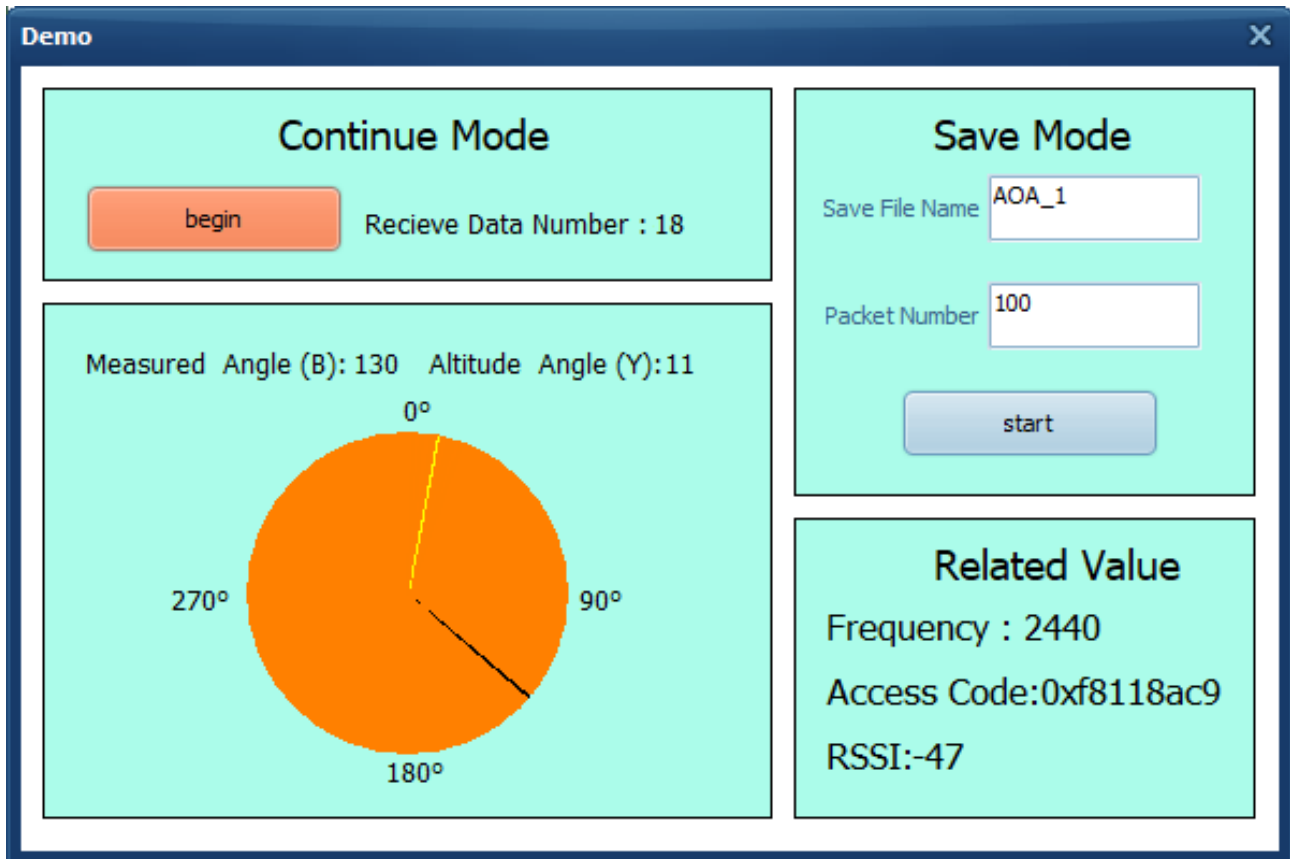 Demo
Continue Mode
begin
Recieve Data Number : 18
Measured Angle (B): 130 Altitude Angle (Y):11
0°
270°
90°
180°
Save Mode
Save File Name AOA_1
Packet Number 100
start
Related Value
Frequency : 2440
Access Code:0xf8118ac9
RSSI:-47